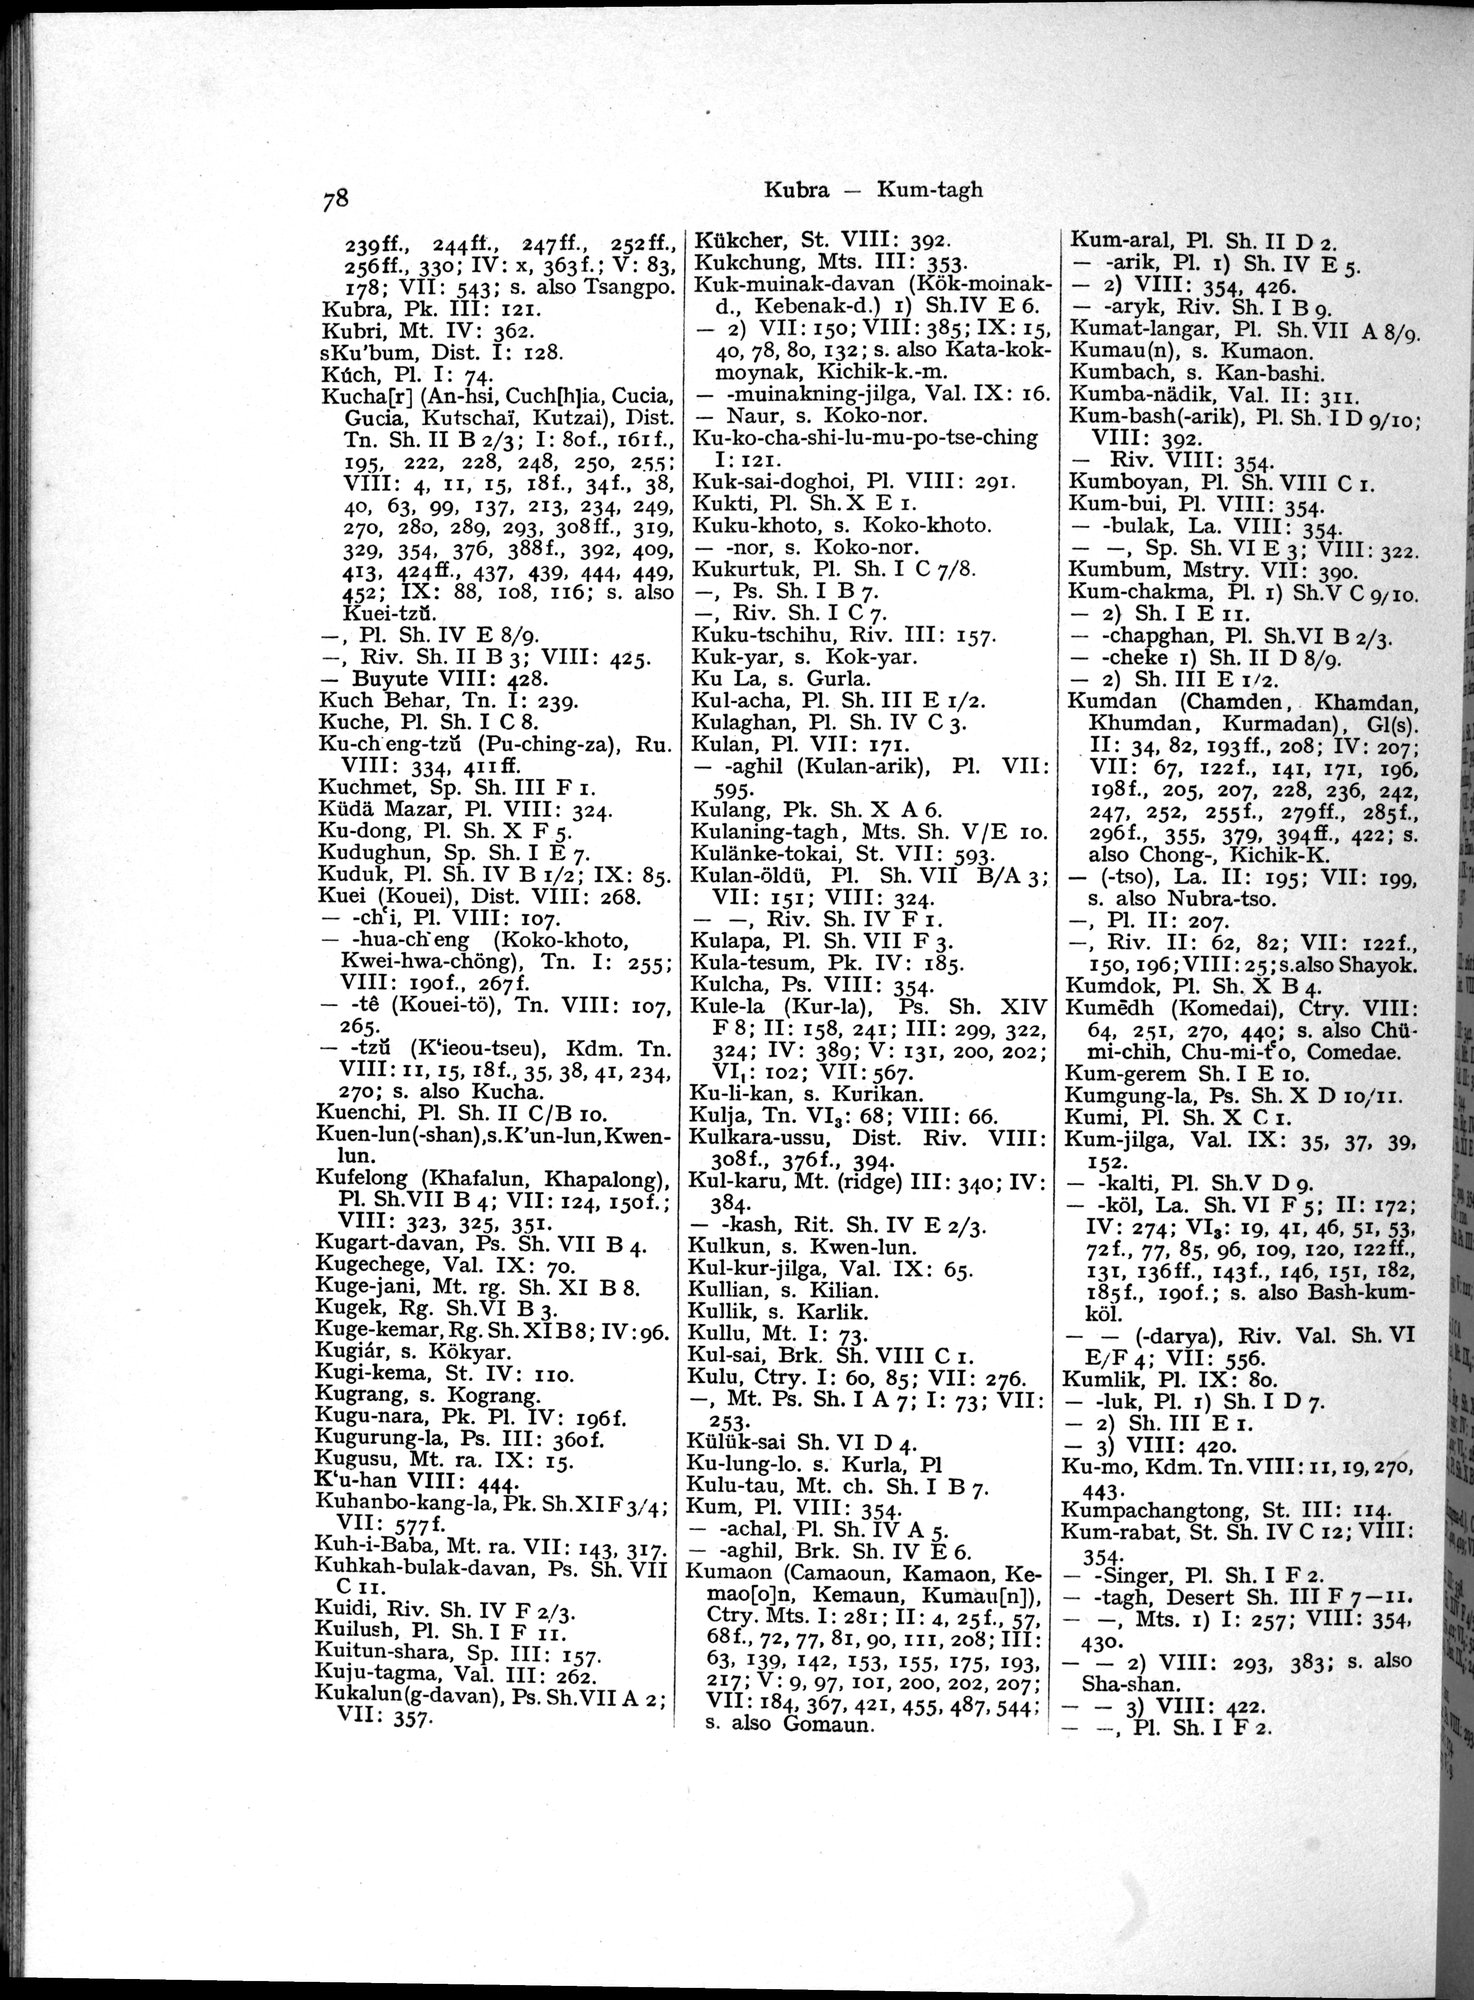 78
Kubra — Kum-tagh
239ff., 244ff., 247ff., 252ff.,
256ff., 330; IV: x, 363f.; V: 83,
178; VII: 543; s. also Tsangpo.
Kubra, Pk. III: 121.
Kubri, Mt. IV: 362.
sKu'bum, Dist. I: 128.
Kúch, Pl. I: 74.
Kucha[r] (An-hsi, Cuch[h]ia, Cucia,
Gucia, Kutschaï, Kutzai), Dist.
Tn. Sh. II B 2/3; I: 80f., 161f.,
195, 222, 228, 248, 250, 255;
VIII: 4, 11, 15, 18f., 34f., 38,
40, 63, 99, 137, 213, 234, 249,
270, 280, 289, 293, 308ff., 319,
329, 354, 376, 388f., 392, 409,
413, 424ff., 437, 439, 444, 449,
452; IX: 88, 108, 116; s. also
Kuei-tzŭ.
—, Pl. Sh. IV E 8/9.
—, Riv. Sh. II B 3; VIII: 425.
— Buyute VIII: 428.
Kuch Behar, Tn. I: 239.
Kuche, Pl. Sh. I C 8.
Ku-chʻeng-tzŭ (Pu-ching-za), Ru.
VIII: 334, 411ff.
Kuchmet, Sp. Sh. III F 1.
Küdä Mazar, Pl. VIII: 324.
Ku-dong, Pl. Sh. X F 5.
Kudughun, Sp. Sh. I E 7.
Kuduk, Pl. Sh. IV B 1/2; IX: 85.
Kuei (Kouei), Dist. VIII: 268.
— -chʻi, Pl. VIII: 107.
— -hua-chʻeng (Koko-khoto,
Kwei-hwa-chöng), Tn. I: 255;
VIII: 190f., 267f.
— -tê (Kouei-tö), Tn. VIII: 107,
265.
— -tzŭ (Kʻieou-tseu), Kdm. Tn.
VIII: 11, 15, 18f., 35, 38, 41, 234,
270; s. also Kucha.
Kuenchi, Pl. Sh. II C/B 10.
Kuen-lun(-shan), s. K'un-lun, Kwen-
lun.
Kufelong (Khafalun, Khapalong),
Pl. Sh. VII B 4; VII: 124, 150f.;
VIII: 323, 325, 351.
Kugart-davan, Ps. Sh. VII B 4.
Kugechege, Val. IX: 70.
Kuge-jani, Mt. rg. Sh. XI B 8.
Kugek, Rg. Sh. VI B 3.
Kuge-kemar, Rg. Sh. XI B 8; IV: 96.
Kugiár, s. Kökyar.
Kugi-kema, St. IV: 110.
Kugrang, s. Kograng.
Kugu-nara, Pk. Pl. IV: 196f.
Kugurung-la, Ps. III: 360f.
Kugusu, Mt. ra. IX: 15.
Kʻu-han VIII: 444.
Kuhanbo-kang-la, Pk. Sh. XI F 3/4;
VII: 577f.
Kuh-i-Baba, Mt. ra. VII: 143, 317.
Kuhkah-bulak-davan, Ps. Sh. VII
C 11.
Kuidi, Riv. Sh. IV F 2/3.
Kuilush, Pl. Sh. I F 11.
Kuitun-shara, Sp. III: 157.
Kuju-tagma, Val. III: 262.
Kukalun(g-davan), Ps. Sh. VII A 2;
VII: 357.
Kükcher, St. VIII: 392.
Kukchung, Mts. III: 353.
Kuk-muinak-davan (Kök-moinak-
d., Kebenak-d.) 1) Sh. IV E 6.
— 2) VII: 150; VIII: 385; IX: 15,
40, 78, 80, 132; s. also Kata-kok-
moynak, Kichik-k.-m.
— -muinakning-jilga, Val. IX: 16.
— Naur, s. Koko-nor.
Ku-ko-cha-shi-lu-mu-po-tse-ching
I: 121.
Kuk-sai-doghoi, Pl. VIII: 291.
Kukti, Pl. Sh. X E 1.
Kuku-khoto, s. Koko-khoto.
— -nor, s. Koko-nor.
Kukurtuk, Pl. Sh. I C 7/8.
—, Ps. Sh. I B 7.
—, Riv. Sh. I C 7.
Kuku-tschihu, Riv. III: 157.
Kuk-yar, s. Kok-yar.
Ku La, s. Gurla.
Kul-acha, Pl. Sh. III E 1/2.
Kulaghan, Pl. Sh. IV C 3.
Kulan, Pl. VII: 171.
— -aghil (Kulan-arik), Pl. VII:
595.
Kulang, Pk. Sh. X A 6.
Kulaning-tagh, Mts. Sh. V/E 10.
Kulänke-tokai, St. VII: 593.
Kulan-öldü, Pl. Sh. VII B/A 3;
VII: 151; VIII: 324.
— —, Riv. Sh. IV F 1.
Kulapa, Pl. Sh. VII F 3.
Kula-tesum, Pk. IV: 185.
Kulcha, Ps. VIII: 354.
Kule-la (Kur-la), Ps. Sh. XIV
F 8; II: 158, 241; III: 299, 322,
324; IV: 389; V: 131, 200, 202;
VI₁: 102; VII: 567.
Ku-li-kan, s. Kurikan.
Kulja, Tn. VI₃: 68; VIII: 66.
Kulkara-ussu, Dist. Riv. VIII:
308f., 376f., 394.
Kul-karu, Mt. (ridge) III: 340; IV:
384.
— -kash, Rit. Sh. IV E 2/3.
Kulkun, s. Kwen-lun.
Kul-kur-jilga, Val. IX: 65.
Kullian, s. Kilian.
Kullik, s. Karlik.
Kullu, Mt. I: 73.
Kul-sai, Brk. Sh. VIII C 1.
Kulu, Ctry. I: 60, 85; VII: 276.
—, Mt. Ps. Sh. I A 7; I: 73; VII:
253.
Külük-sai Sh. VI D 4.
Ku-lung-lo. s. Kurla, Pl
Kulu-tau, Mt. ch. Sh. I B 7.
Kum, Pl. VIII: 354.
— -achal, Pl. Sh. IV A 5.
— -aghil, Brk. Sh. IV E 6.
Kumaon (Camaoun, Kamaon, Ke-
mao[o]n, Kemaun, Kumau[n]),
Ctry. Mts. I: 281; II: 4, 25f., 57,
68f., 72, 77, 81, 90, 111, 208; III:
63, 139, 142, 153, 155, 175, 193,
217; V: 9, 97, 101, 200, 202, 207;
VII: 184, 367, 421, 455, 487, 544;
s. also Gomaun.
Kum-aral, Pl. Sh. II D 2.
— -arik, Pl. 1) Sh. IV E 5.
— 2) VIII: 354, 426.
— -aryk, Riv. Sh. I B 9.
Kumat-langar, Pl. Sh. VII A 8/9.
Kumau(n), s. Kumaon.
Kumbach, s. Kan-bashi.
Kumba-nädik, Val. II: 311.
Kum-bash(-arik), Pl. Sh. I D 9/10;
VIII: 392.
— Riv. VIII: 354.
Kumboyan, Pl. Sh. VIII C 1.
Kum-bui, Pl. VIII: 354.
— -bulak, La. VIII: 354.
— —, Sp. Sh. VI E 3; VIII: 322.
Kumbum, Mstry. VII: 390.
Kum-chakma, Pl. 1) Sh. V C 9/10.
— 2) Sh. I E 11.
— -chapghan, Pl. Sh. VI B 2/3.
— -cheke 1) Sh. II D 8/9.
— 2) Sh. III E 1/2.
Kumdan (Chamden, Khamdan,
Khumdan, Kurmadan), Gl(s).
II: 34, 82, 193ff., 208; IV: 207;
VII: 67, 122f., 141, 171, 196,
198f., 205, 207, 228, 236, 242,
247, 252, 255f., 279ff., 285f.,
296f., 355, 379, 394ff., 422; s.
also Chong-, Kichik-K.
— (-tso), La. II: 195; VII: 199,
s. also Nubra-tso.
—, Pl. II: 207.
—, Riv. II: 62, 82; VII: 122f.,
150, 196; VIII: 25; s. also Shayok.
Kumdok, Pl. Sh. X B 4.
Kumēdh (Komedai), Ctry. VIII:
64, 251, 270, 440; s. also Chü-
mi-chih, Chu-mi-tʻo, Comedae.
Kum-gerem Sh. I E 10.
Kumgung-la, Ps. Sh. X D 10/11.
Kumi, Pl. Sh. X C 1.
Kum-jilga, Val. IX: 35, 37, 39,
152.
— -kalti, Pl. Sh. V D 9.
— -köl, La. Sh. VI F 5; II: 172;
IV: 274; VI₃: 19, 41, 46, 51, 53,
72f., 77, 85, 96, 109, 120, 122ff.,
131, 136ff., 143f., 146, 151, 182,
185f., 190f.; s. also Bash-kum-
köl.
— — (-darya), Riv. Val. Sh. VI
E/F 4; VII: 556.
Kumlik, Pl. IX: 80.
— -luk, Pl. 1) Sh. I D 7.
— 2) Sh. III E 1.
— 3) VIII: 420.
Ku-mo, Kdm. Tn. VIII: 11, 19, 270,
443.
Kumpachangtong, St. III: 114.
Kum-rabat, St. Sh. IV C 12; VIII:
354.
— -Singer, Pl. Sh. I F 2.
— -tagh, Desert Sh. III F 7—11.
— —, Mts. 1) I: 257; VIII: 354,
430.
— — 2) VIII: 293, 383; s. also
Sha-shan.
— — 3) VIII: 422.
— —, Pl. Sh. I F 2.